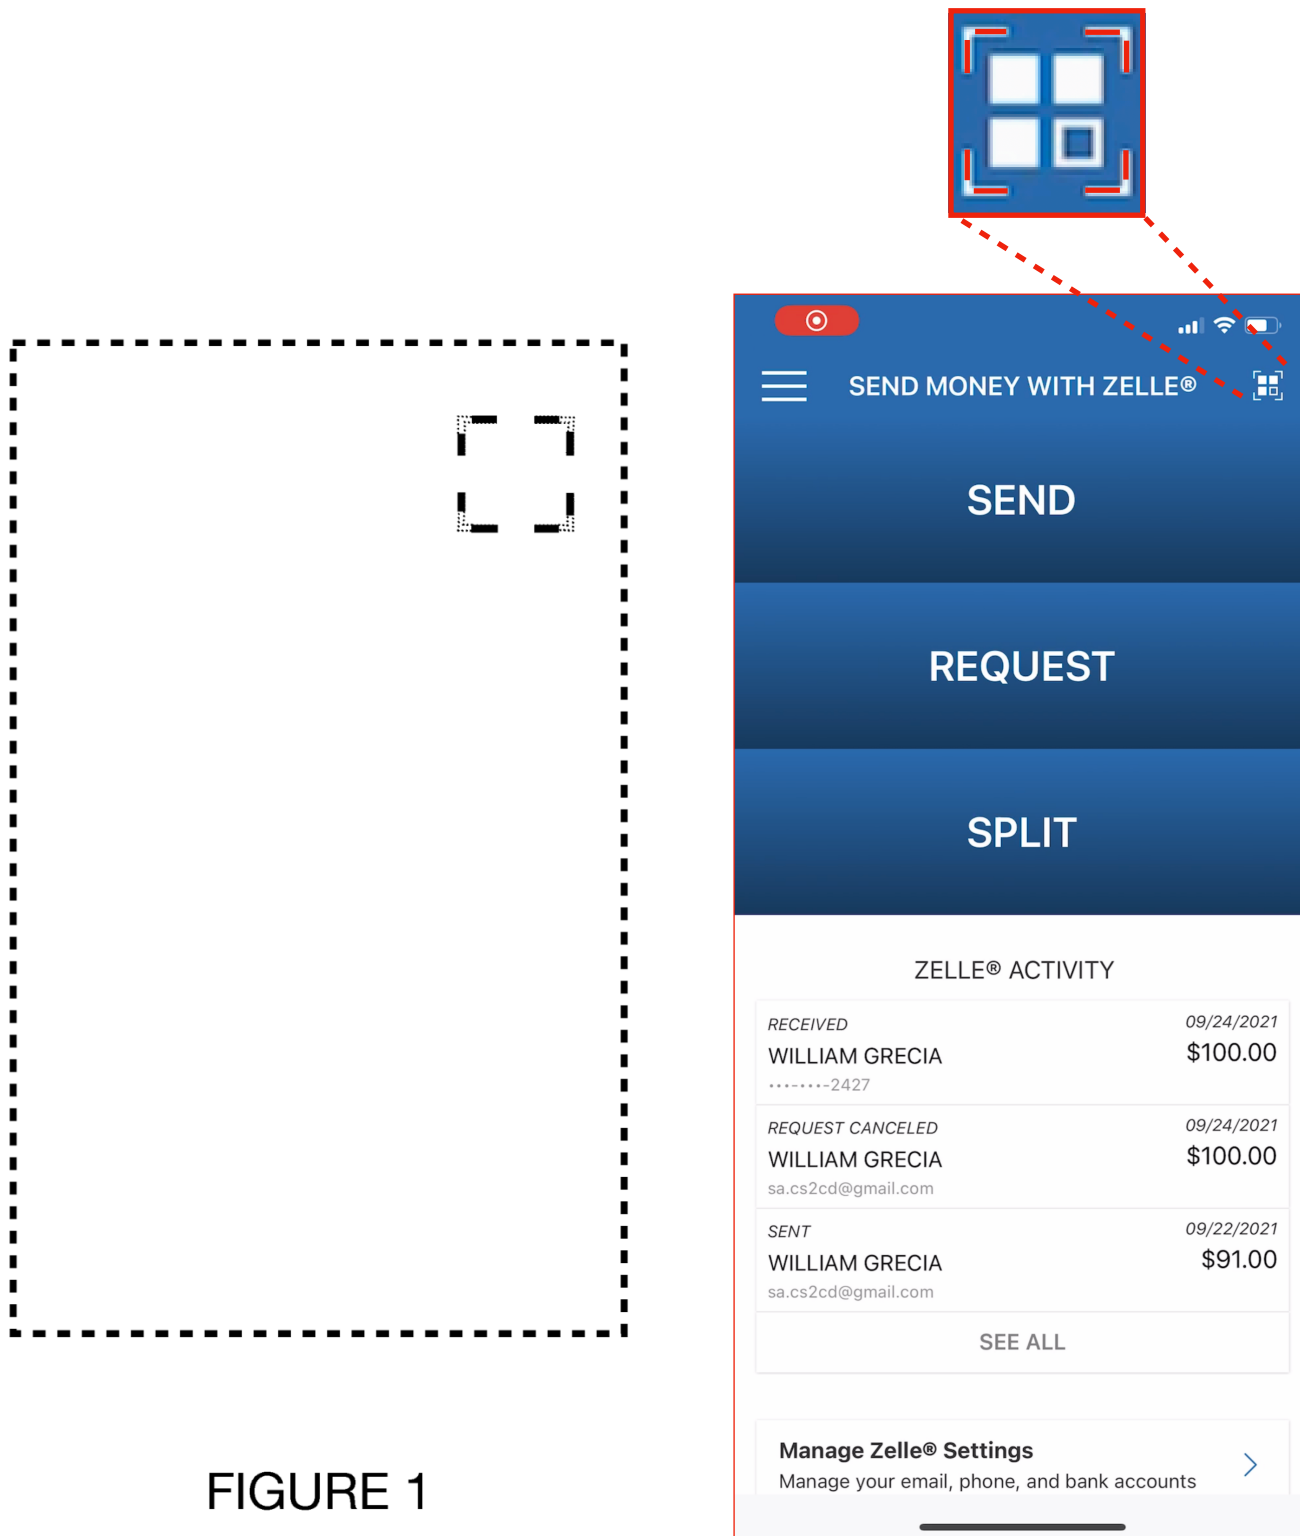 SEND MONEY WITH ZELLE®
SEND
REQUEST
SPLIT
ZELLE® ACTIVITY
RECEIVED 09/24/2021
WILLIAM GRECIA $100.00
•••-•••-2427
REQUEST CANCELED 09/24/2021
WILLIAM GRECIA $100.00
sa.cs2cd@gmail.com
SENT 09/22/2021
WILLIAM GRECIA $91.00
sa.cs2cd@gmail.com
SEE ALL
Manage Zelle® Settings
Manage your email, phone, and bank accounts
FIGURE 1